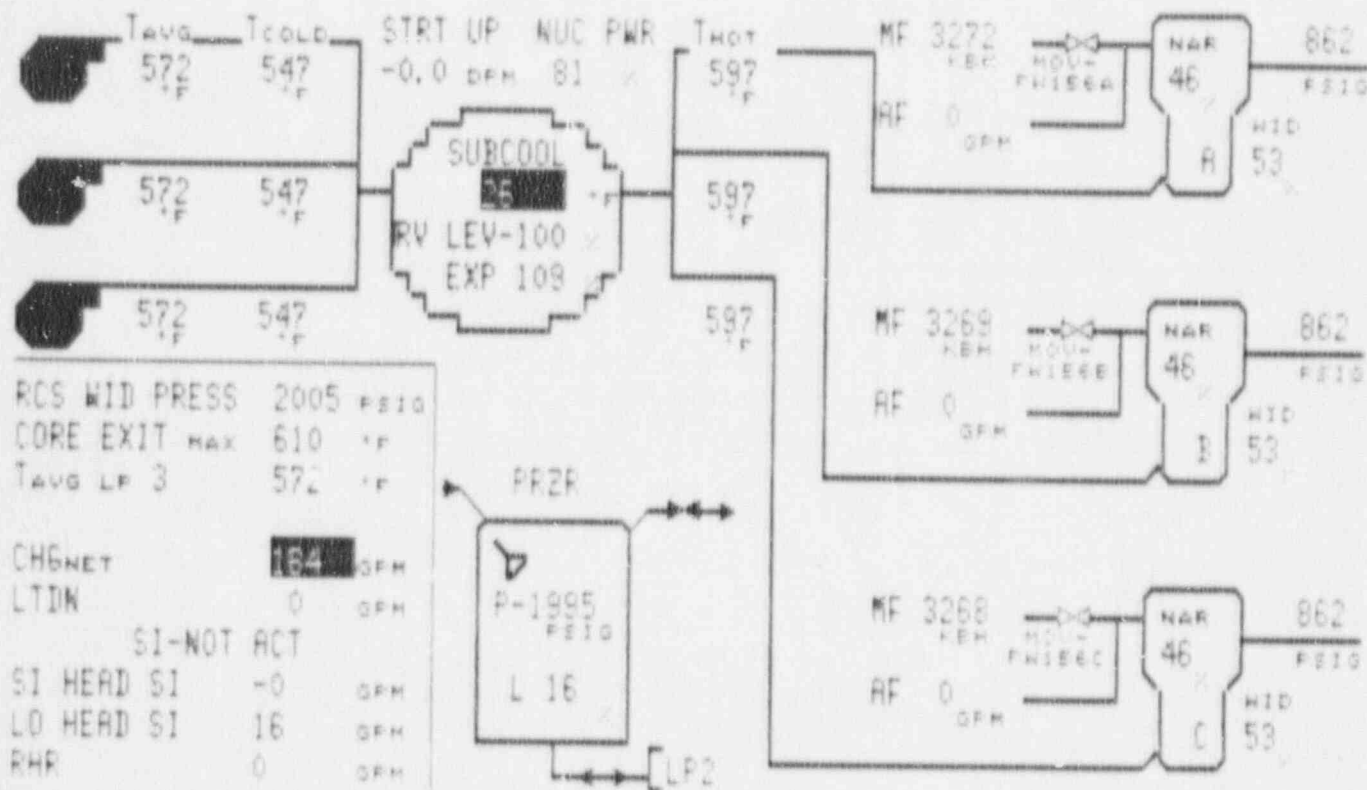 TAVG TCOLD STRT UP NUC PWR THOT MF 3272 KBH NAR 862
572 °F 547 °F -0.0 DPM 81 % 597 °F MOV- FW156A 46 % PSIG
AF 0 GPM WID
SUBCOOL A 53 %
572 °F 547 °F 26 °F 597 °F
RV LEV-100 %
EXP 109 %
572 °F 547 °F 597 °F MF 3269 KBH NAR 862
MOV- FW156B 46 % PSIG
RCS WID PRESS 2005 PSIG AF 0 GPM WID
CORE EXIT MAX 610 °F B 53 %
TAVG LP 3 572 °F PRZR
CHGNET 164 GPM
LTDN 0 GPM P-1995 PSIG MF 3268 KBH NAR 862
SI-NOT ACT MOV- FW156C 46 % PSIG
SI HEAD SI -0 GPM L 16 % AF 0 GPM WID
LO HEAD SI 16 GPM C 53 %
RHR 0 GPM LP2